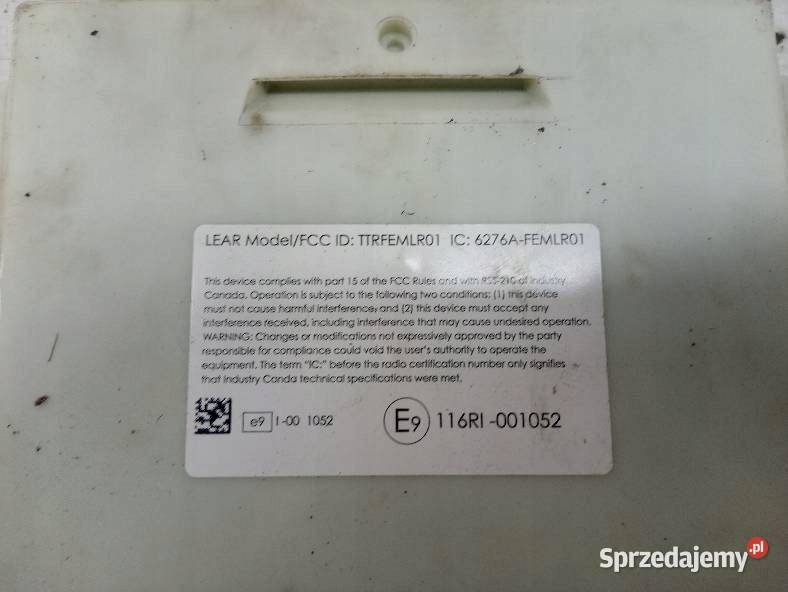 LEAR Model/FCC ID: TTRFEMLR01 IC: 6276A-FEMLR01
This device complies with part 15 of the FCC Rules and with RSS-210 of Industry
Canada. Operation is subject to the following two conditions: (1) this device
must not cause harmful interference, and (2) this device must accept any
interference received, including interference that may cause undesired operation.
WARNING: Changes or modifications not expressively approved by the party
responsible for compliance could void the user's authority to operate the
equipment. The term "IC:" before the radio certification number only signifies
that Industry Canda technical specifications were met.
e9 I -00 1052
E9 116RI -001052
Sprzedajemy.pl